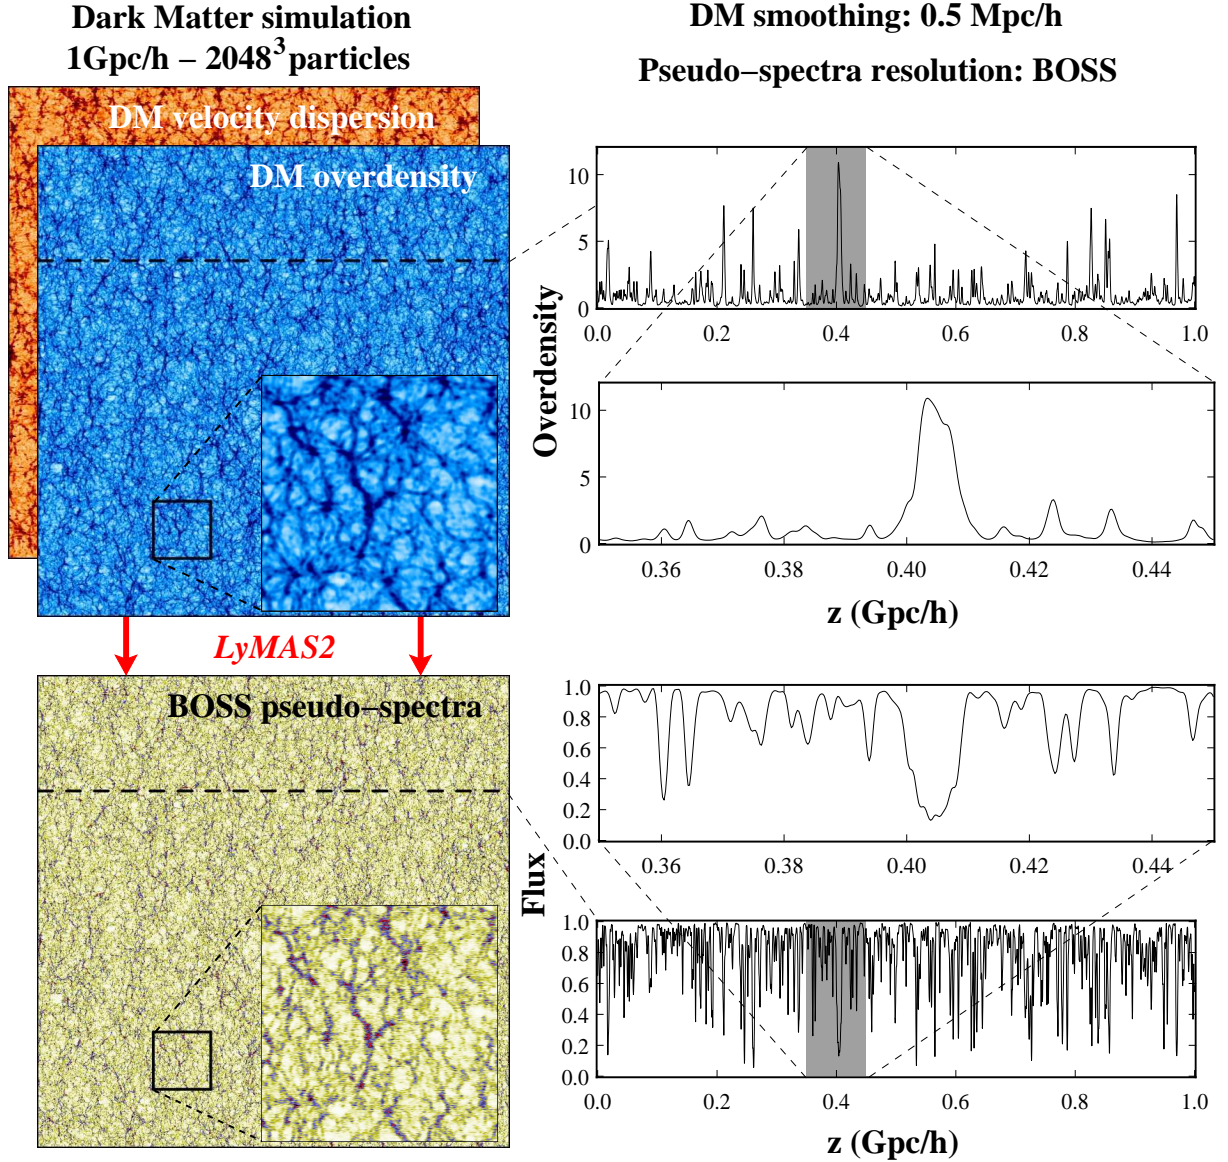 Dark Matter simulation
1Gpc/h − 2048³ particles
DM velocity dispersion
DM overdensity
LyMAS2
BOSS pseudo−spectra
DM smoothing: 0.5 Mpc/h
Pseudo−spectra resolution: BOSS
Overdensity
10
5
0
0.0 0.2 0.4 0.6 0.8 1.0
10
5
0
0.36 0.38 0.40 0.42 0.44
z (Gpc/h)
Flux
1.0
0.8
0.6
0.4
0.2
0.0
0.36 0.38 0.40 0.42 0.44
1.0
0.8
0.6
0.4
0.2
0.0
0.0 0.2 0.4 0.6 0.8 1.0
z (Gpc/h)